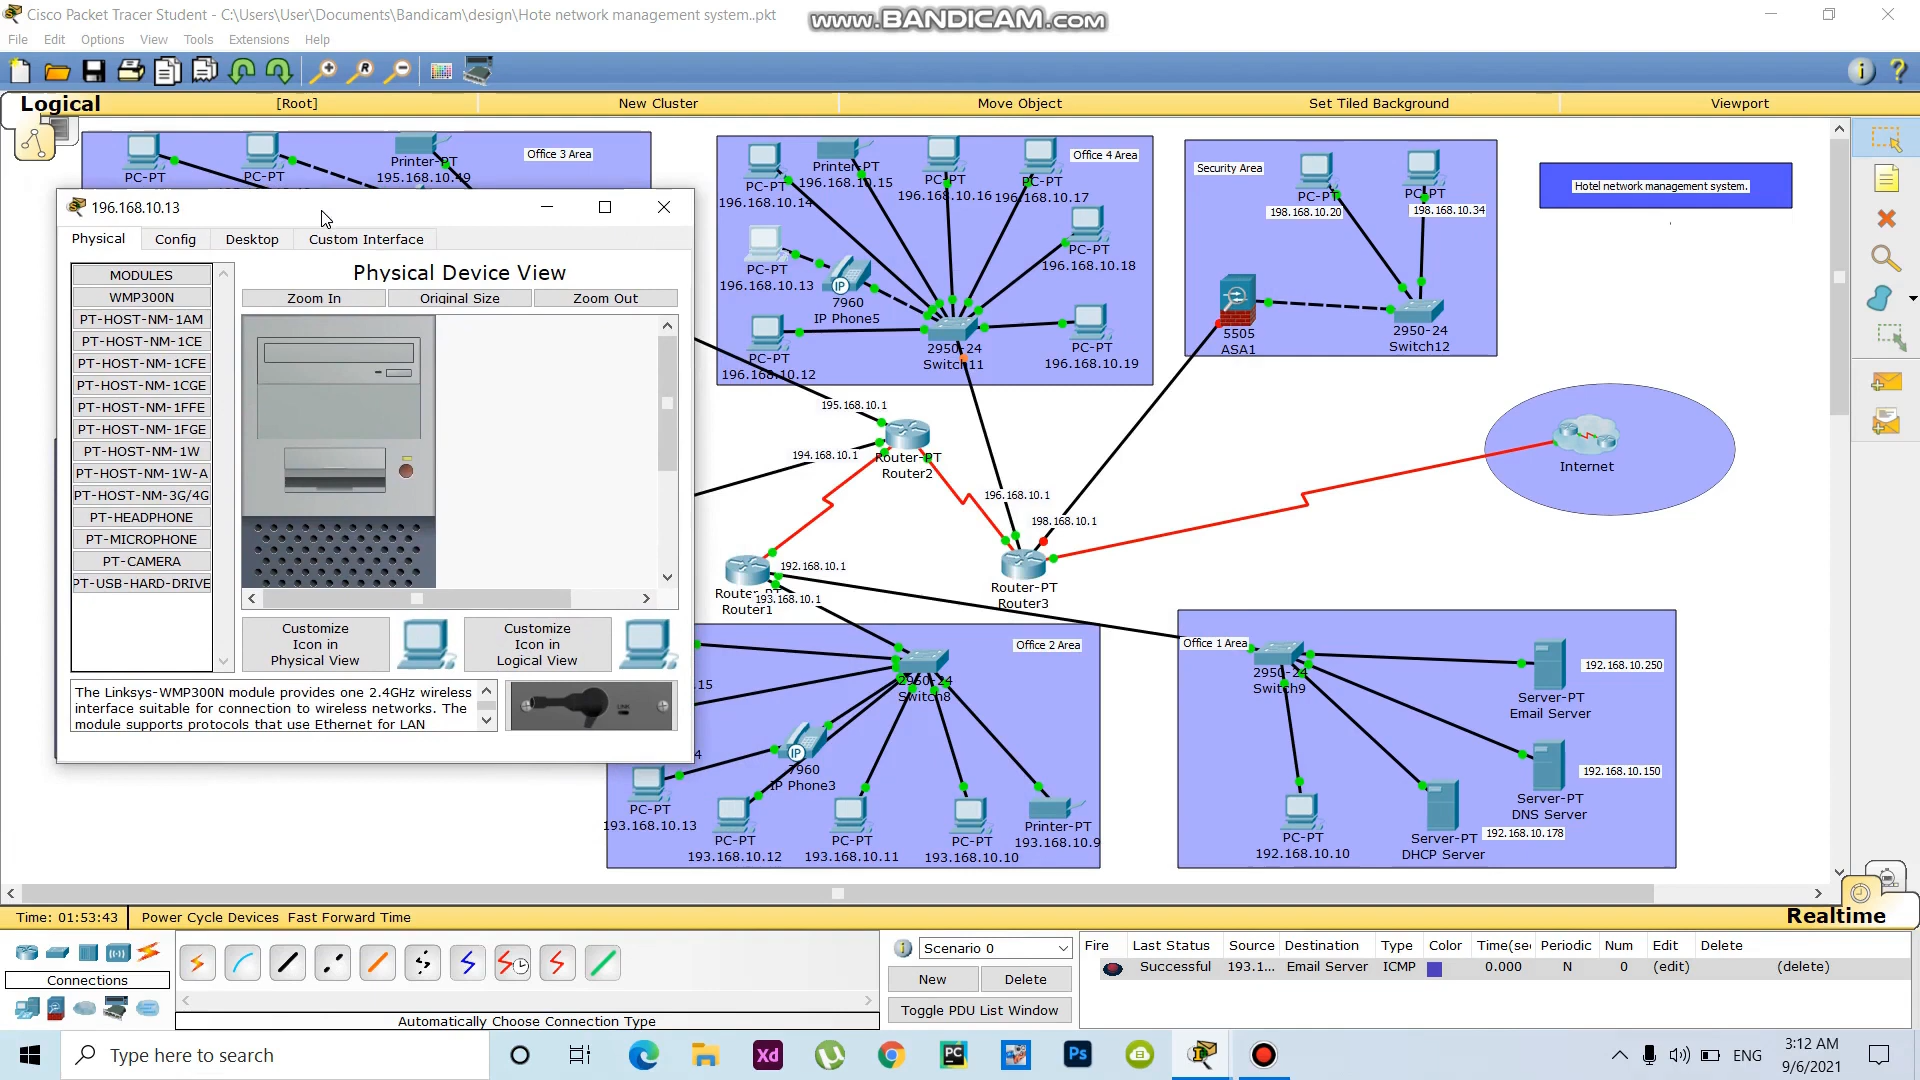 Cisco Packet Tracer Student - C:\Users\User\Documents\Bandicam\design\Hote network management system..pkt
www.BANDICAM.com
File Edit Options View Tools Extensions Help
Logical
[Root]
New Cluster
Move Object
Set Tiled Background
Viewport
PC-PT
PC-PT
Printer-PT
195.168.10.49
Office 3 Area
PC-PT
196.168.10.14
Printer-PT
196.168.10.15
PC-PT
196.168.10.16
PC-PT
196.168.10.17
Office 4 Area
PC-PT
196.168.10.18
PC-PT
196.168.10.13
IP
7960
IP Phone5
PC-PT
196.168.10.12
2950-24
Switch11
PC-PT
196.168.10.19
Security Area
PC-PT
198.168.10.20
PC-PT
198.168.10.34
5505
ASA1
2950-24
Switch12
Hotel network management system.
Internet
196.168.10.13
Physical
Config
Desktop
Custom Interface
MODULES
WMP300N
PT-HOST-NM-1AM
PT-HOST-NM-1CE
PT-HOST-NM-1CFE
PT-HOST-NM-1CGE
PT-HOST-NM-1FFE
PT-HOST-NM-1FGE
PT-HOST-NM-1W
PT-HOST-NM-1W-A
PT-HOST-NM-3G/4G
PT-HEADPHONE
PT-MICROPHONE
PT-CAMERA
PT-USB-HARD-DRIVE
Physical Device View
Zoom In
Original Size
Zoom Out
Customize
Icon in
Physical View
Customize
Icon in
Logical View
The Linksys-WMP300N module provides one 2.4GHz wireless
interface suitable for connection to wireless networks. The
module supports protocols that use Ethernet for LAN
195.168.10.1
194.168.10.1
Router-PT
Router2
196.168.10.1
198.168.10.1
Router-PT
Router3
192.168.10.1
193.168.10.1
Router1
Office 2 Area
2950-24
Switch8
.15
4
IP
7960
IP Phone3
PC-PT
193.168.10.13
PC-PT
193.168.10.12
PC-PT
193.168.10.11
PC-PT
193.168.10.10
Printer-PT
193.168.10.9
Office 1 Area
2950-24
Switch9
192.168.10.250
Server-PT
Email Server
192.168.10.150
Server-PT
DNS Server
192.168.10.178
Server-PT
DHCP Server
PC-PT
192.168.10.10
Time: 01:53:43
Power Cycle Devices Fast Forward Time
Realtime
Connections
Automatically Choose Connection Type
Scenario 0
New
Delete
Toggle PDU List Window
Fire Last Status Source Destination Type Color Time(sec Periodic Num Edit Delete
Successful 193.1... Email Server ICMP 0.000 N 0 (edit) (delete)
Type here to search
Xd
PC
Ps
ENG
3:12 AM
9/6/2021